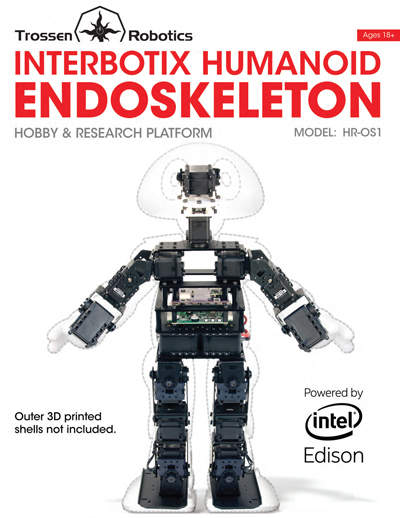 Trossen Robotics
Ages 18+
INTERBOTIX HUMANOID
ENDOSKELETON
HOBBY & RESEARCH PLATFORM MODEL: HR-OS1
Outer 3D printed
shells not included.
Powered by
intel®
Edison